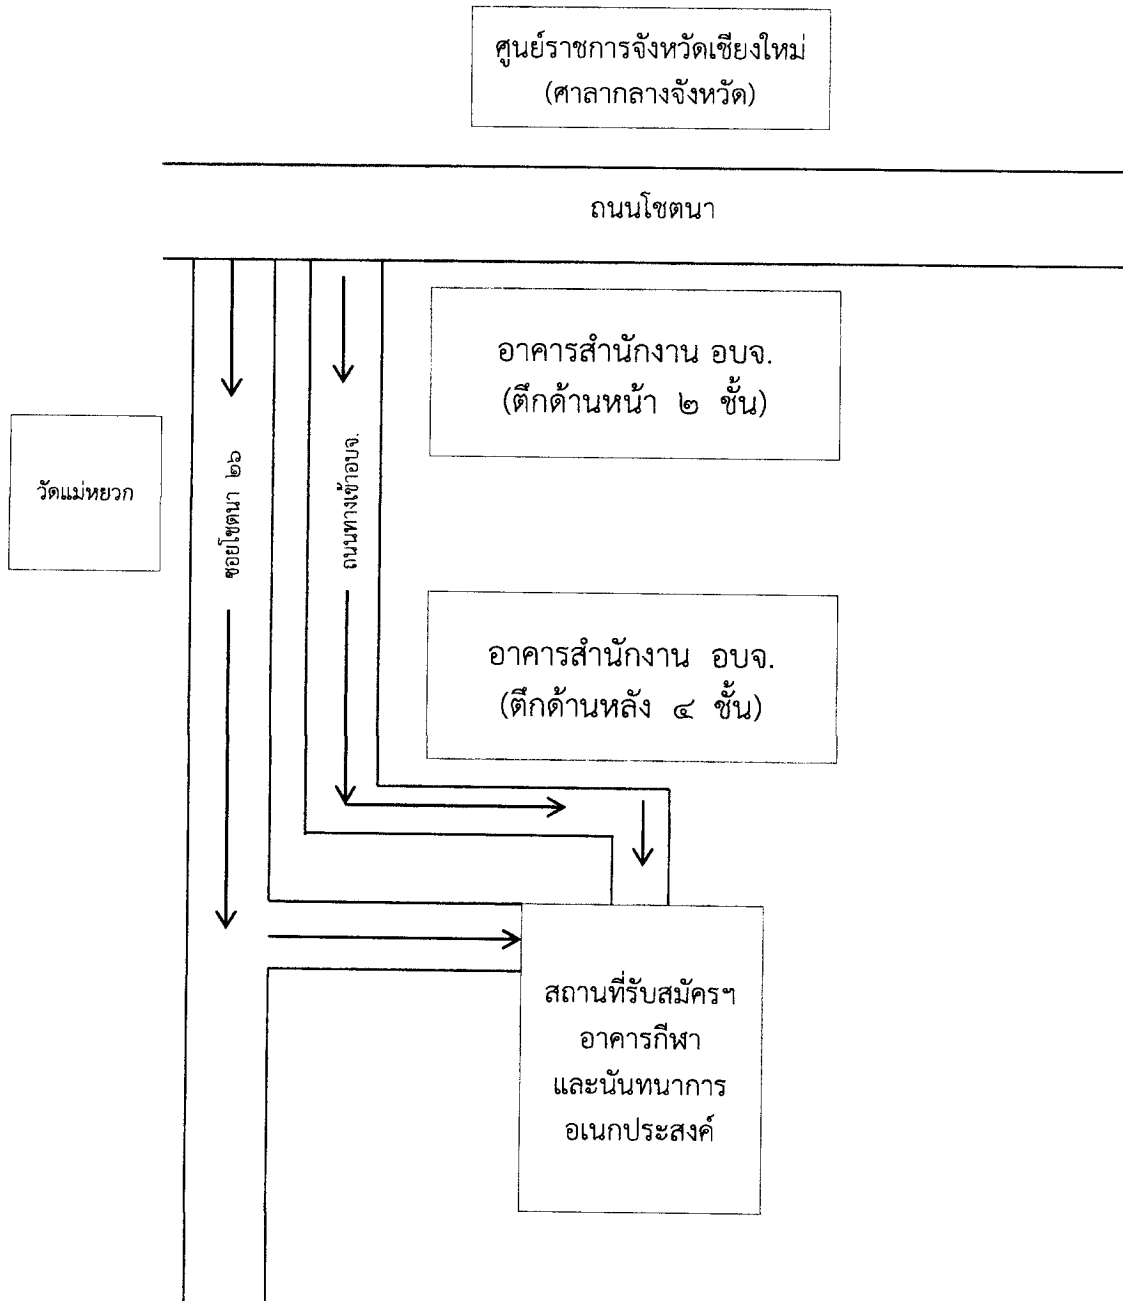 ศูนย์ราชการจังหวัดเชียงใหม่
(ศาลากลางจังหวัด)
ถนนโชตนา
อาคารสำนักงาน อบจ.
(ตึกด้านหน้า ๒ ชั้น)
วัดแม่หยวก
ซอยโชตนา ๒๖
ถนนทางเข้าอบจ.
อาคารสำนักงาน อบจ.
(ตึกด้านหลัง ๔ ชั้น)
สถานที่รับสมัครฯ
อาคารกีฬา
และนันทนาการ
อเนกประสงค์